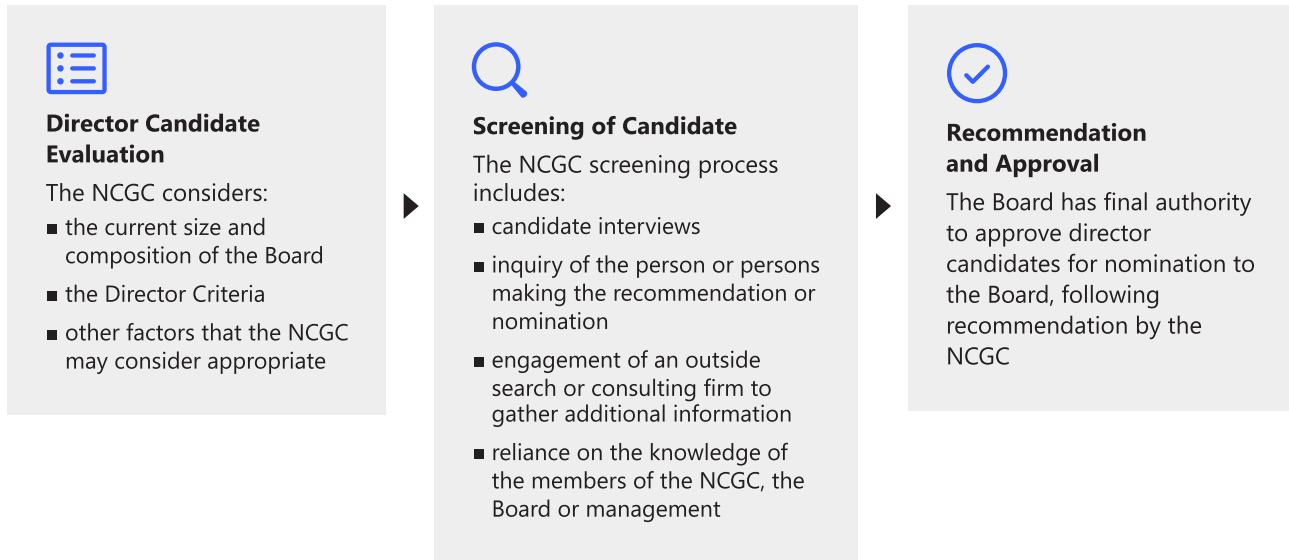 Director Candidate
Evaluation
The NCGC considers:
■ the current size and
composition of the Board
■ the Director Criteria
■ other factors that the NCGC
may consider appropriate
Screening of Candidate
The NCGC screening process
includes:
■ candidate interviews
■ inquiry of the person or persons
making the recommendation or
nomination
■ engagement of an outside
search or consulting firm to
gather additional information
■ reliance on the knowledge of
the members of the NCGC, the
Board or management
Recommendation
and Approval
The Board has final authority
to approve director
candidates for nomination to
the Board, following
recommendation by the
NCGC